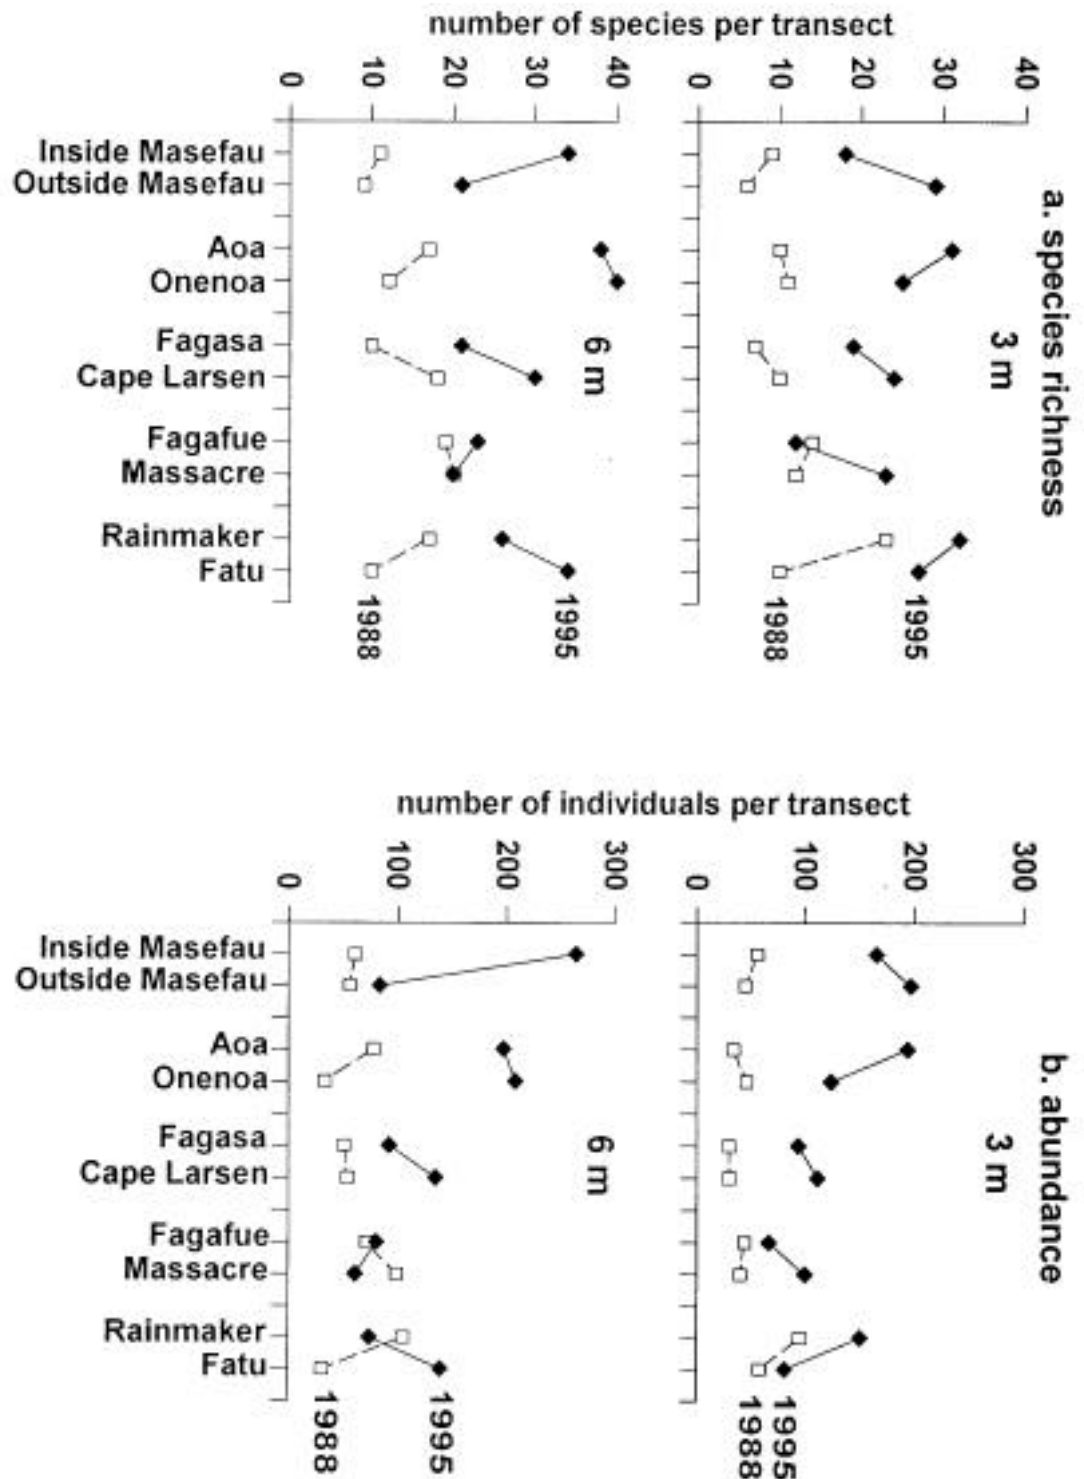 number of species per transect
0 10 20 30 40
0 10 20 30 40
a. species richness
3 m
6 m
Inside Masefau
Outside Masefau
Aoa
Onenoa
Fagasa
Cape Larsen
Fagafue
Massacre
Rainmaker
Fatu
1988
1995
1988
1995
number of individuals per transect
0 100 200 300
0 100 200 300
b. abundance
3 m
6 m
Inside Masefau
Outside Masefau
Aoa
Onenoa
Fagasa
Cape Larsen
Fagafue
Massacre
Rainmaker
Fatu
1988
1995
1988
1995